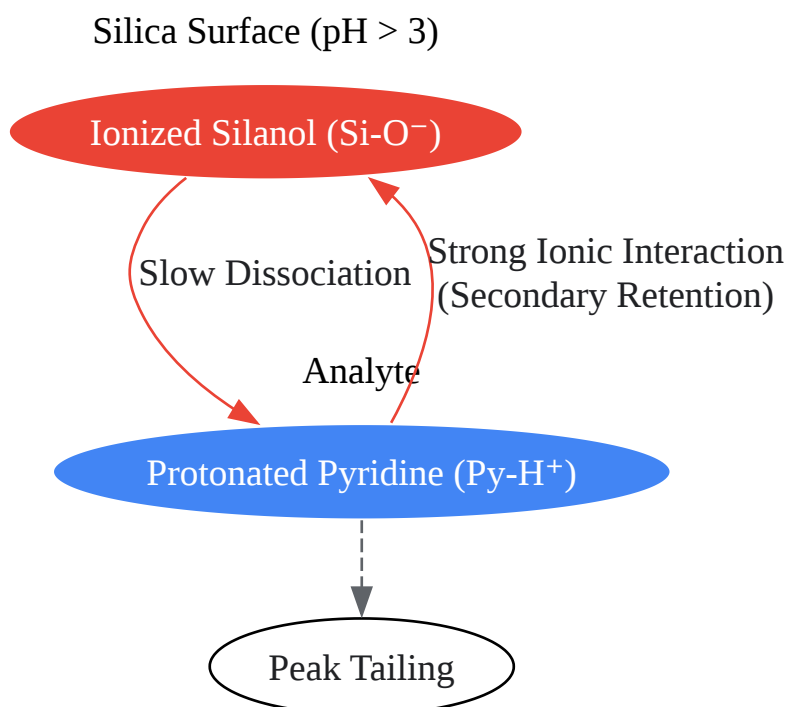 Silica Surface (pH > 3)
Ionized Silanol (Si-O⁻)
Slow Dissociation
Strong Ionic Interaction
(Secondary Retention)
Analyte
Protonated Pyridine (Py-H⁺)
Peak Tailing